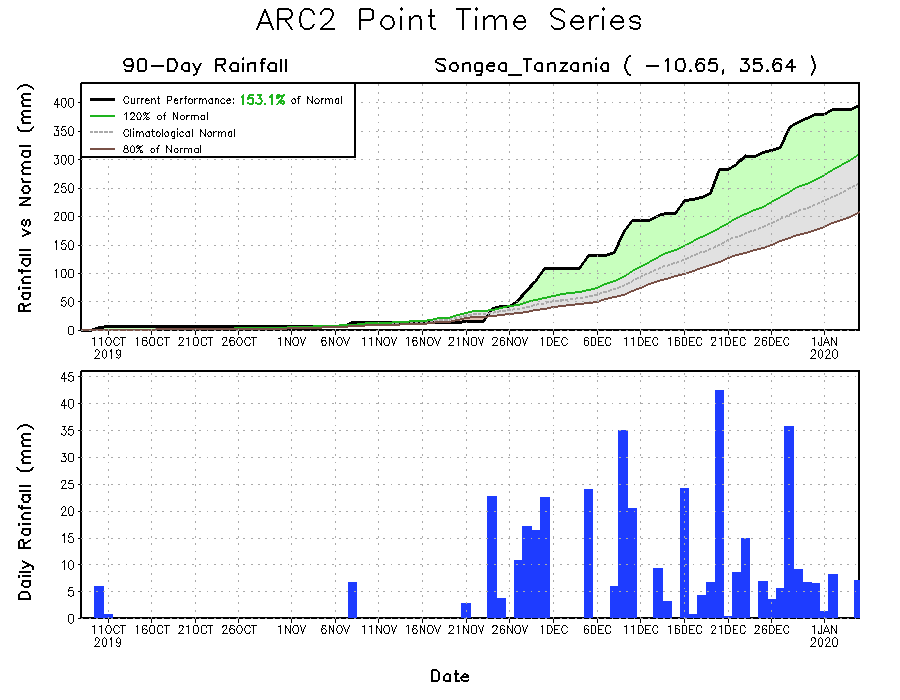 ARC2 Point Time Series
90-Day Rainfall
Songea_Tanzania ( -10.65, 35.64 )
Rainfall vs Normal (mm)
400
350
300
250
200
150
100
50
0
Current Performance: 153.1% of Normal
120% of Normal
Climatological Normal
80% of Normal
11OCT 16OCT 21OCT 26OCT 1NOV 6NOV 11NOV 16NOV 21NOV 26NOV 1DEC 6DEC 11DEC 16DEC 21DEC 26DEC 1JAN
2019 2020
Daily Rainfall (mm)
45
40
35
30
25
20
15
10
5
0
11OCT 16OCT 21OCT 26OCT 1NOV 6NOV 11NOV 16NOV 21NOV 26NOV 1DEC 6DEC 11DEC 16DEC 21DEC 26DEC 1JAN
2019 2020
Date